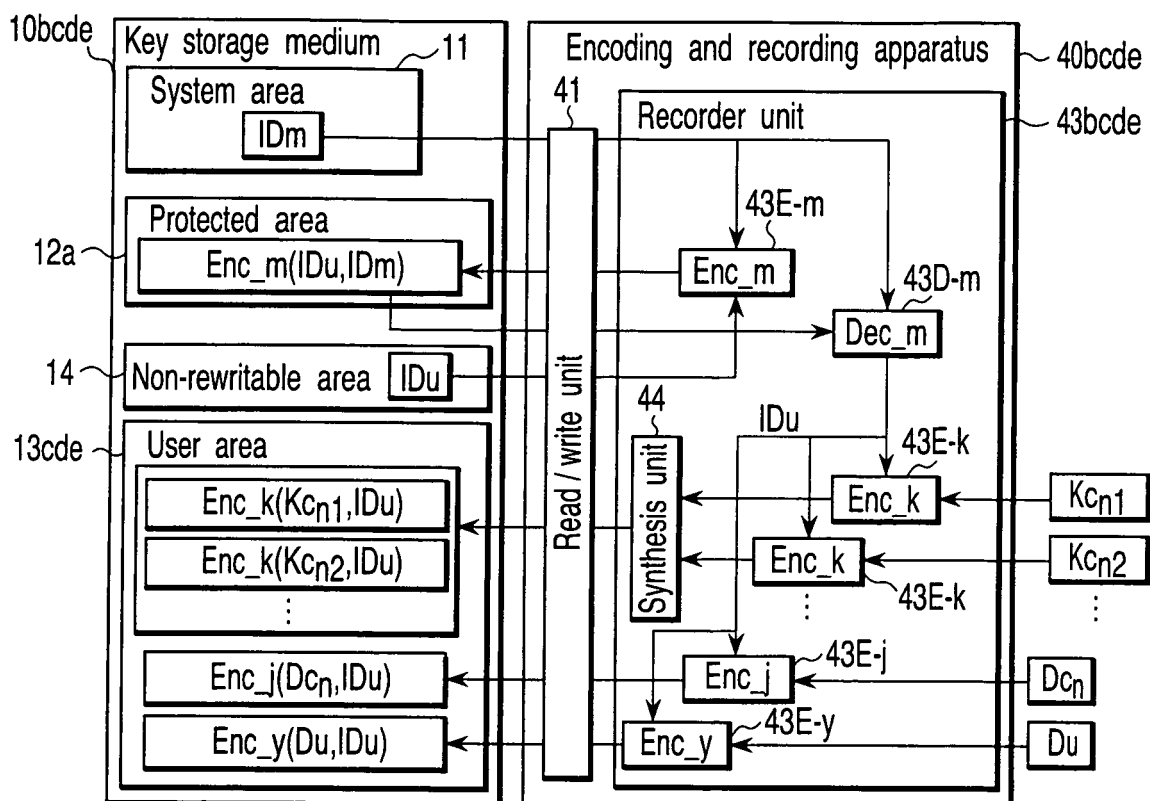 10bcde
Key storage medium
11
System area
IDm
Protected area
12a
Enc_m(IDu,IDm)
14
Non-rewritable area
IDu
13cde
User area
Enc_k(Kcn1,IDu)
Enc_k(Kcn2,IDu)
⋮
Enc_j(Dcn,IDu)
Enc_y(Du,IDu)
41
Read/write unit
Encoding and recording apparatus
40bcde
Recorder unit
43bcde
43E-m
Enc_m
43D-m
Dec_m
44
Synthesis unit
IDu
43E-k
Enc_k
Kcn1
Enc_k
Kcn2
43E-k
⋮
⋮
43E-j
Enc_j
Dcn
43E-y
Enc_y
Du